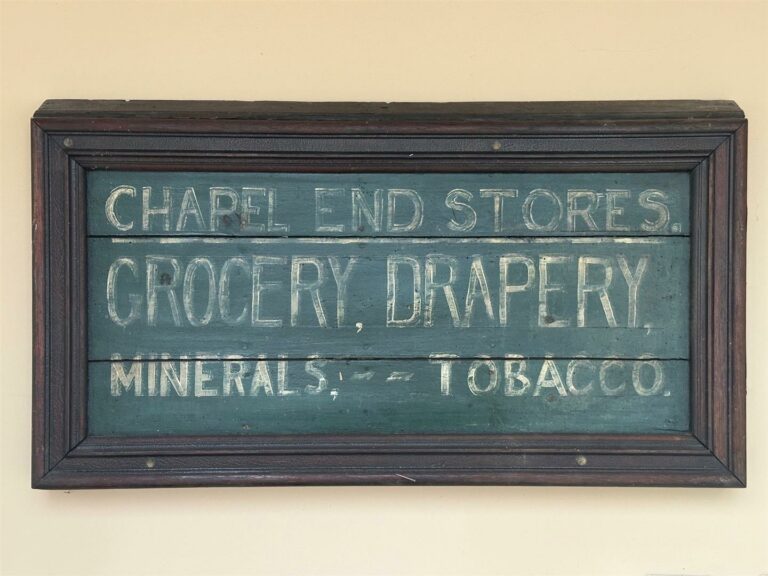 CHAPEL END STORES.
GROCERY, DRAPERY,
MINERALS, -- TOBACCO.